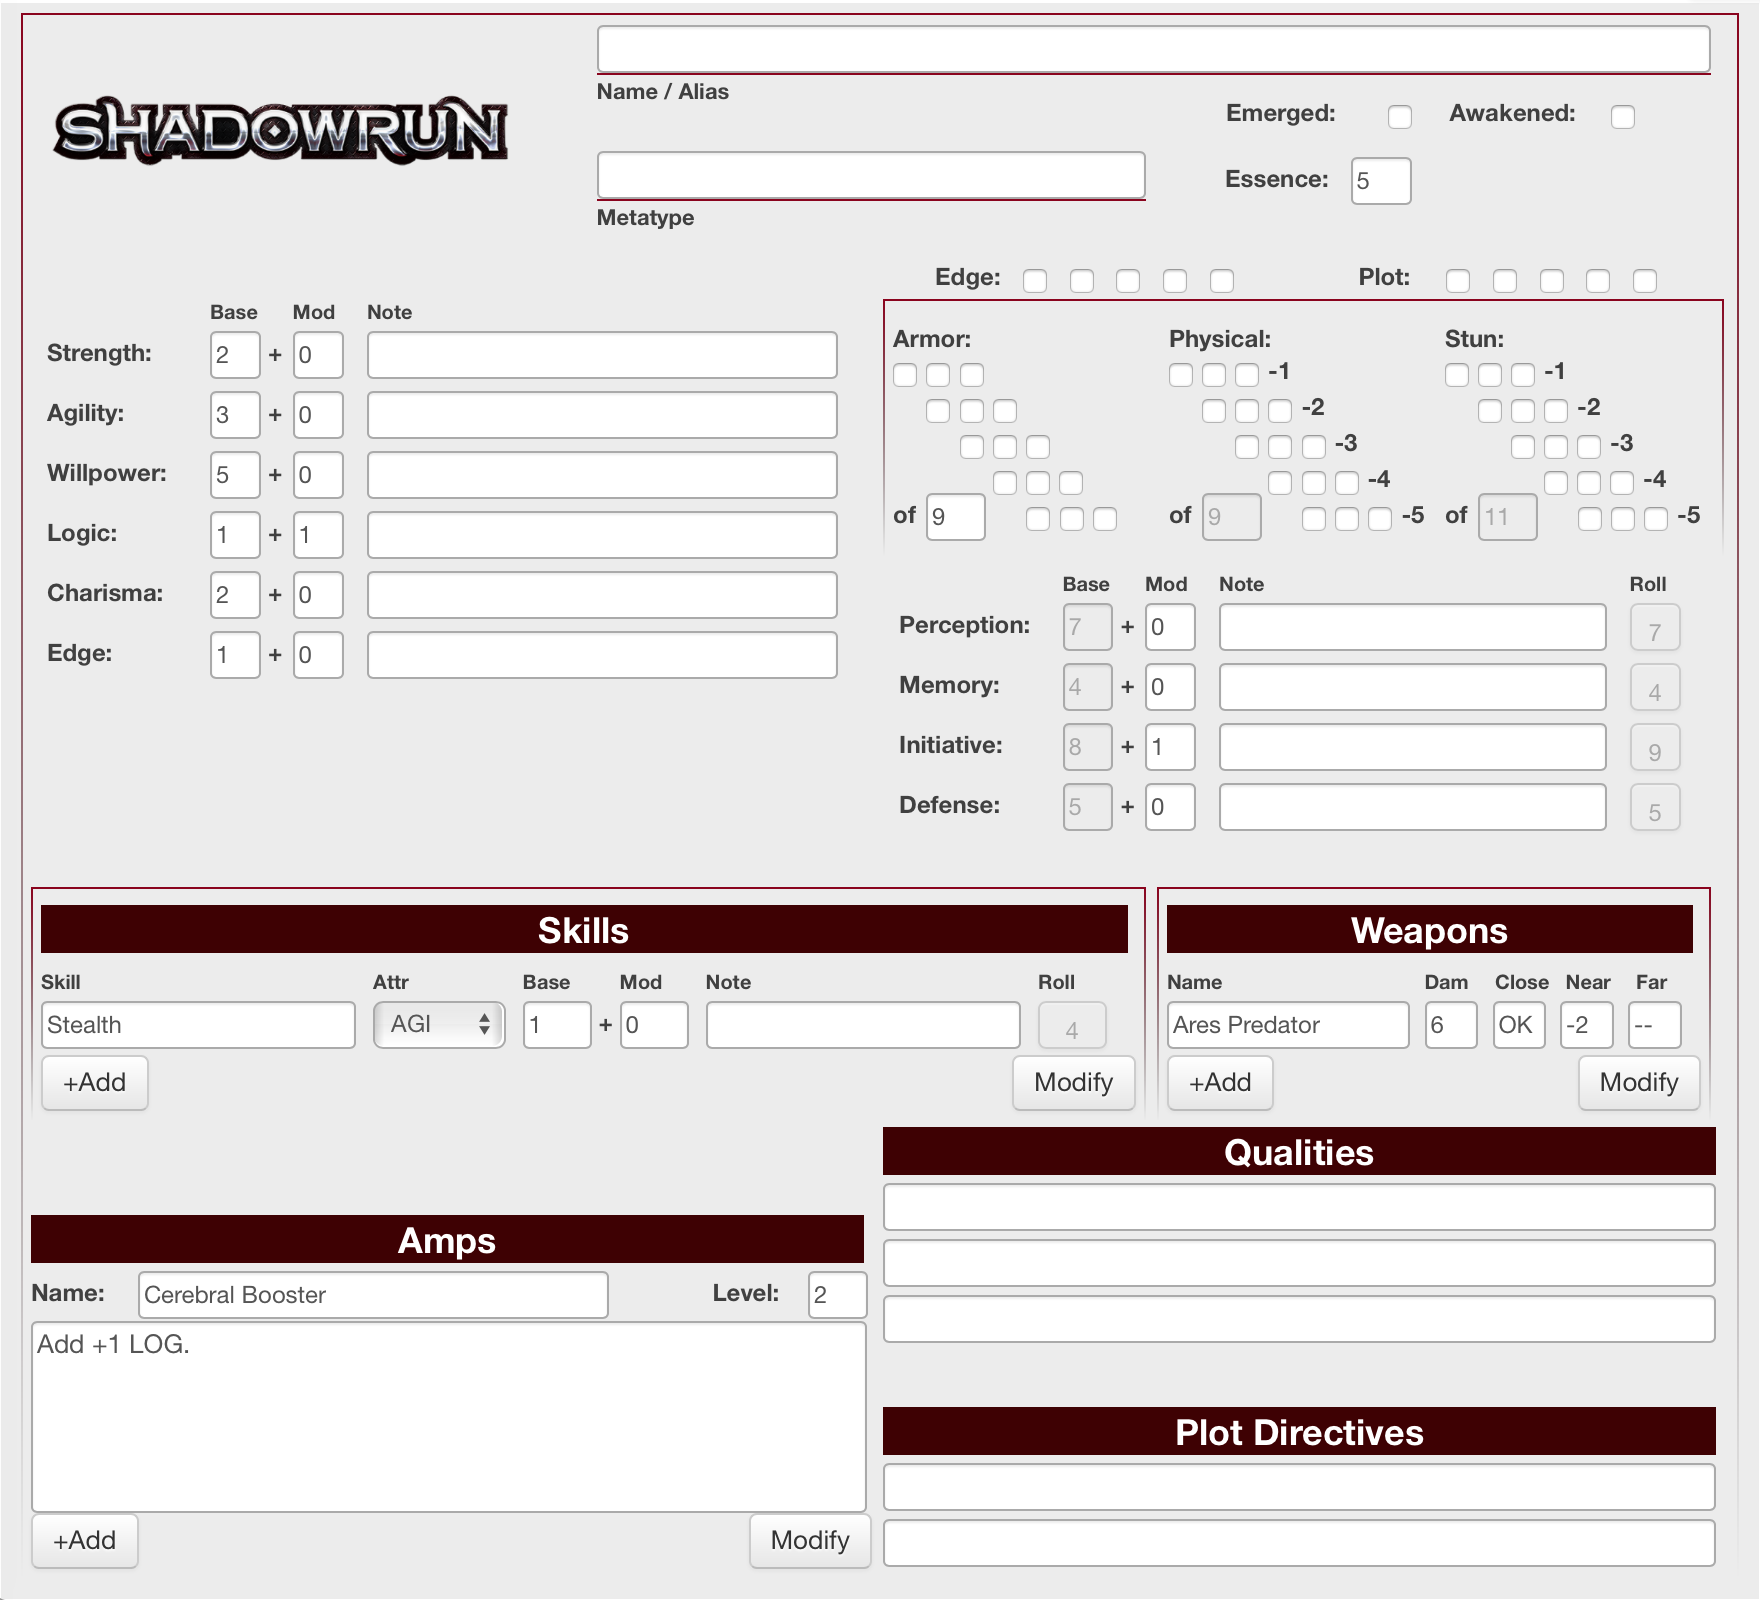 SHADOWRUN
Name / Alias
Emerged: Awakened:
Metatype
Essence: 5
Edge: Plot:
Base Mod Note
Strength: 2 + 0
Agility: 3 + 0
Willpower: 5 + 0
Logic: 1 + 1
Charisma: 2 + 0
Edge: 1 + 0
Armor: Physical: Stun:
-1 -1
-2 -2
-3 -3
-4 -4
of 9 of 9 -5 of 11 -5
Base Mod Note Roll
Perception: 7 + 0 7
Memory: 4 + 0 4
Initiative: 8 + 1 9
Defense: 5 + 0 5
Skills
Skill Attr Base Mod Note Roll
Stealth AGI 1 + 0 4
+Add Modify
Weapons
Name Dam Close Near Far
Ares Predator 6 OK -2 --
+Add Modify
Amps
Name: Cerebral Booster Level: 2
Add +1 LOG.
+Add Modify
Qualities
Plot Directives